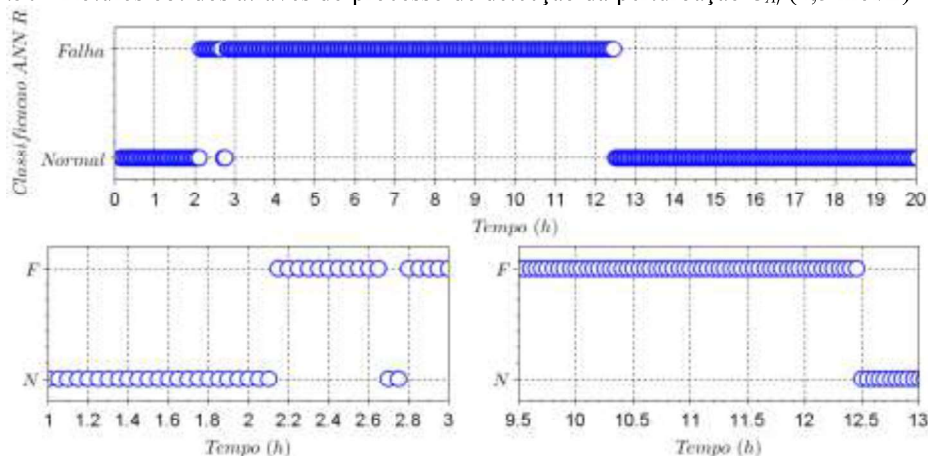 Classificacao ANN R
Falha
Normal
0 1 2 3 4 5 6 7 8 9 10 11 12 13 14 15 16 17 18 19 20
Tempo (h)
F
N
1 1.2 1.4 1.6 1.8 2 2.2 2.4 2.6 2.8 3
Tempo (h)
F
N
9.5 10 10.5 11 11.5 12 12.5 13
Tempo (h)